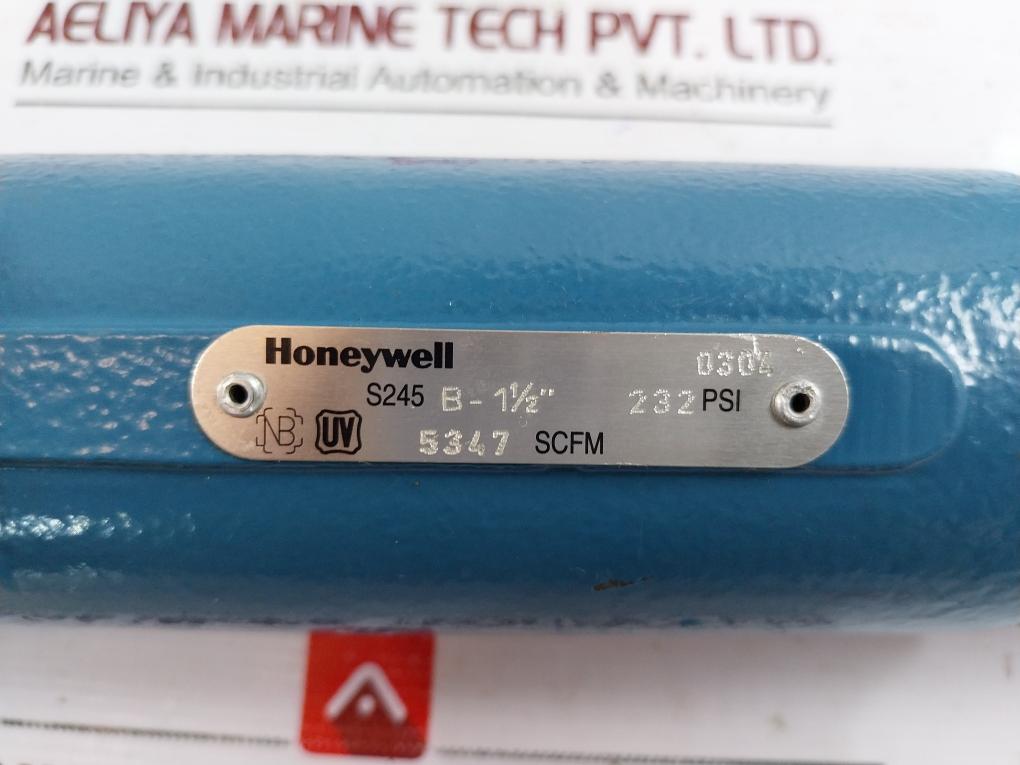 AELIYA MARINE TECH PVT. LTD.
Marine & Industrial Automation & Machinery
Honeywell
0304
S245 B-1½" 232 PSI
NB UV 5347 SCFM